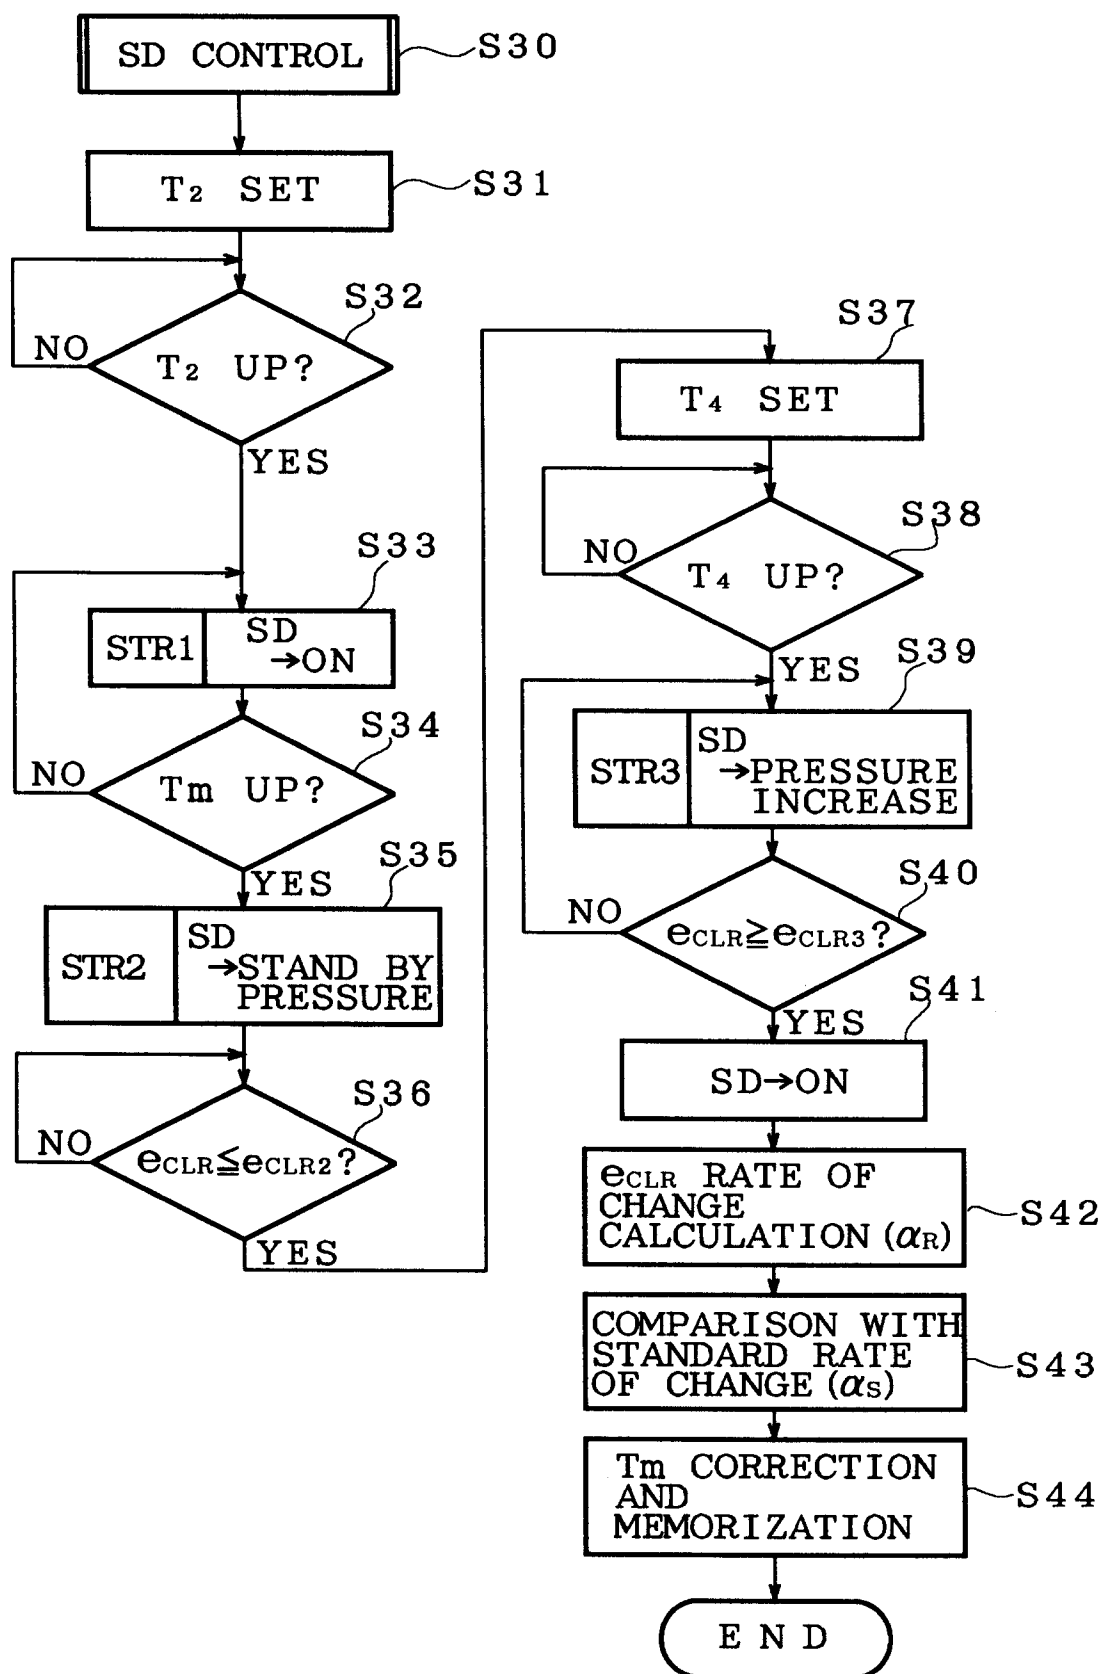 SD CONTROL
S30
T2 SET
S31
S32
T2 UP?
NO
YES
S33
STR1
SD
→ON
S34
Tm UP?
NO
YES
S35
STR2
SD
→STAND BY
PRESSURE
S36
eCLR≦eCLR2?
NO
YES
S37
T4 SET
S38
T4 UP?
NO
YES
S39
STR3
SD
→PRESSURE
INCREASE
S40
eCLR≧eCLR3?
NO
YES
S41
SD→ON
eCLR RATE OF
CHANGE
CALCULATION (αR)
S42
COMPARISON WITH
STANDARD RATE
OF CHANGE (αS)
S43
Tm CORRECTION
AND
MEMORIZATION
S44
END